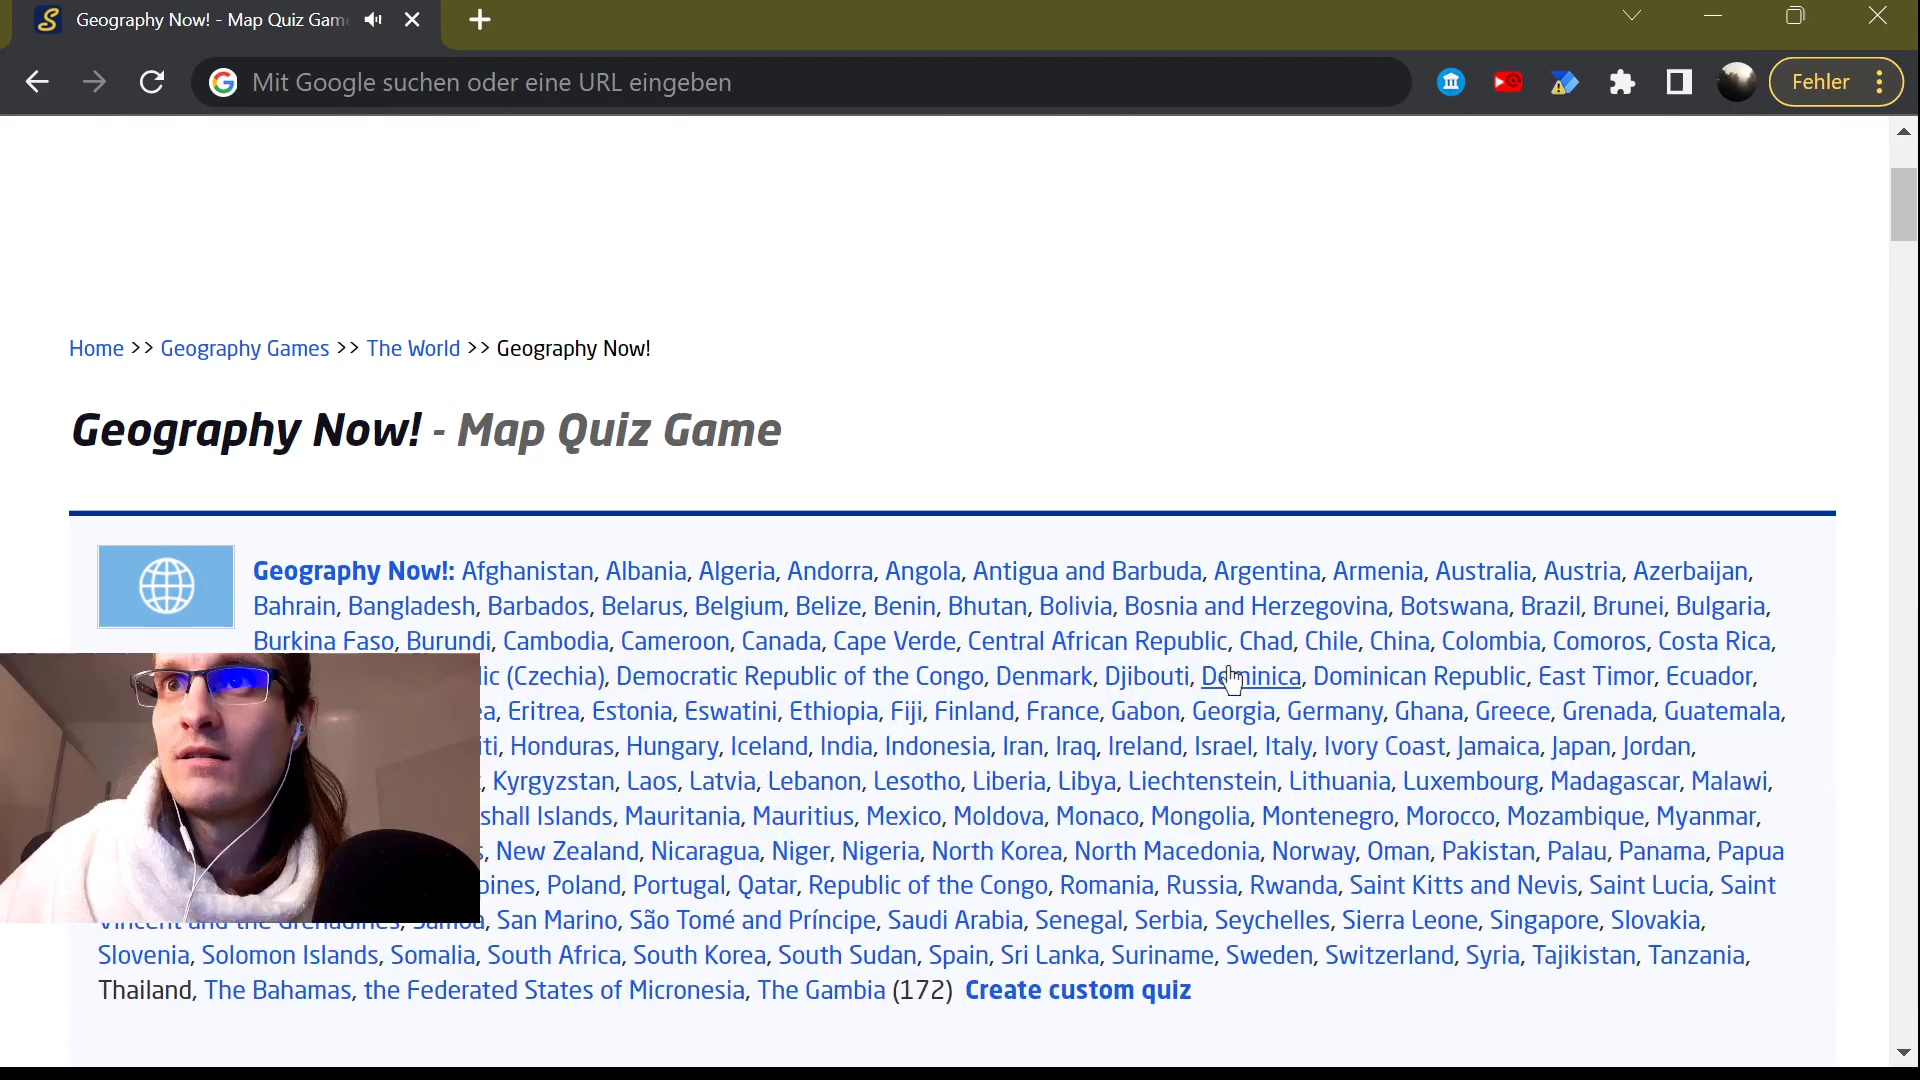 Geography Now! - Map Quiz Gam
Mit Google suchen oder eine URL eingeben
Fehler
Home >> Geography Games >> The World >> Geography Now!
Geography Now! - Map Quiz Game
Geography Now!: Afghanistan, Albania, Algeria, Andorra, Angola, Antigua and Barbuda, Argentina, Armenia, Australia, Austria, Azerbaijan,
Bahrain, Bangladesh, Barbados, Belarus, Belgium, Belize, Benin, Bhutan, Bolivia, Bosnia and Herzegovina, Botswana, Brazil, Brunei, Bulgaria,
Burkina Faso, Burundi, Cambodia, Cameroon, Canada, Cape Verde, Central African Republic, Chad, Chile, China, Colombia, Comoros, Costa Rica,
lic (Czechia), Democratic Republic of the Congo, Denmark, Djibouti, Dominica, Dominican Republic, East Timor, Ecuador,
ea, Eritrea, Estonia, Eswatini, Ethiopia, Fiji, Finland, France, Gabon, Georgia, Germany, Ghana, Greece, Grenada, Guatemala,
iti, Honduras, Hungary, Iceland, India, Indonesia, Iran, Iraq, Ireland, Israel, Italy, Ivory Coast, Jamaica, Japan, Jordan,
, Kyrgyzstan, Laos, Latvia, Lebanon, Lesotho, Liberia, Libya, Liechtenstein, Lithuania, Luxembourg, Madagascar, Malawi,
shall Islands, Mauritania, Mauritius, Mexico, Moldova, Monaco, Mongolia, Montenegro, Morocco, Mozambique, Myanmar,
s, New Zealand, Nicaragua, Niger, Nigeria, North Korea, North Macedonia, Norway, Oman, Pakistan, Palau, Panama, Papua
pines, Poland, Portugal, Qatar, Republic of the Congo, Romania, Russia, Rwanda, Saint Kitts and Nevis, Saint Lucia, Saint
Vincent and the Grenadines, Samoa, San Marino, São Tomé and Príncipe, Saudi Arabia, Senegal, Serbia, Seychelles, Sierra Leone, Singapore, Slovakia,
Slovenia, Solomon Islands, Somalia, South Africa, South Korea, South Sudan, Spain, Sri Lanka, Suriname, Sweden, Switzerland, Syria, Tajikistan, Tanzania,
Thailand, The Bahamas, the Federated States of Micronesia, The Gambia (172) Create custom quiz